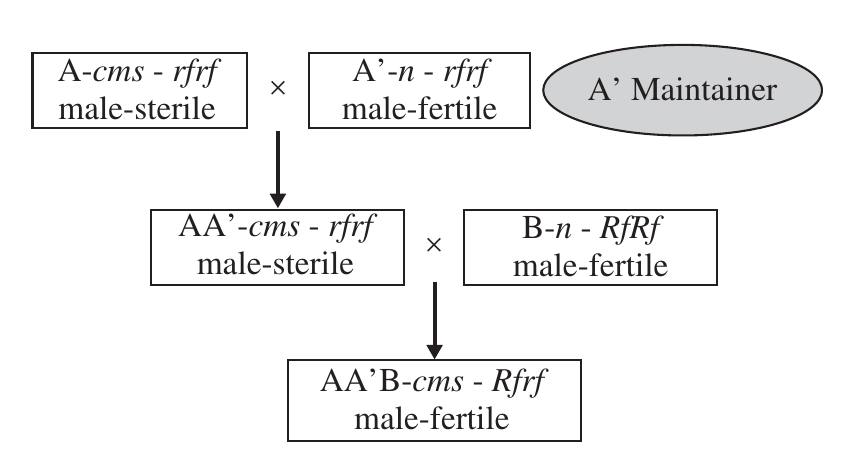 A-cms - rfrf
male-sterile
×
A’-n - rfrf
male-fertile
A’ Maintainer
AA’-cms - rfrf
male-sterile
×
B-n - RfRf
male-fertile
AA’B-cms - Rfrf
male-fertile